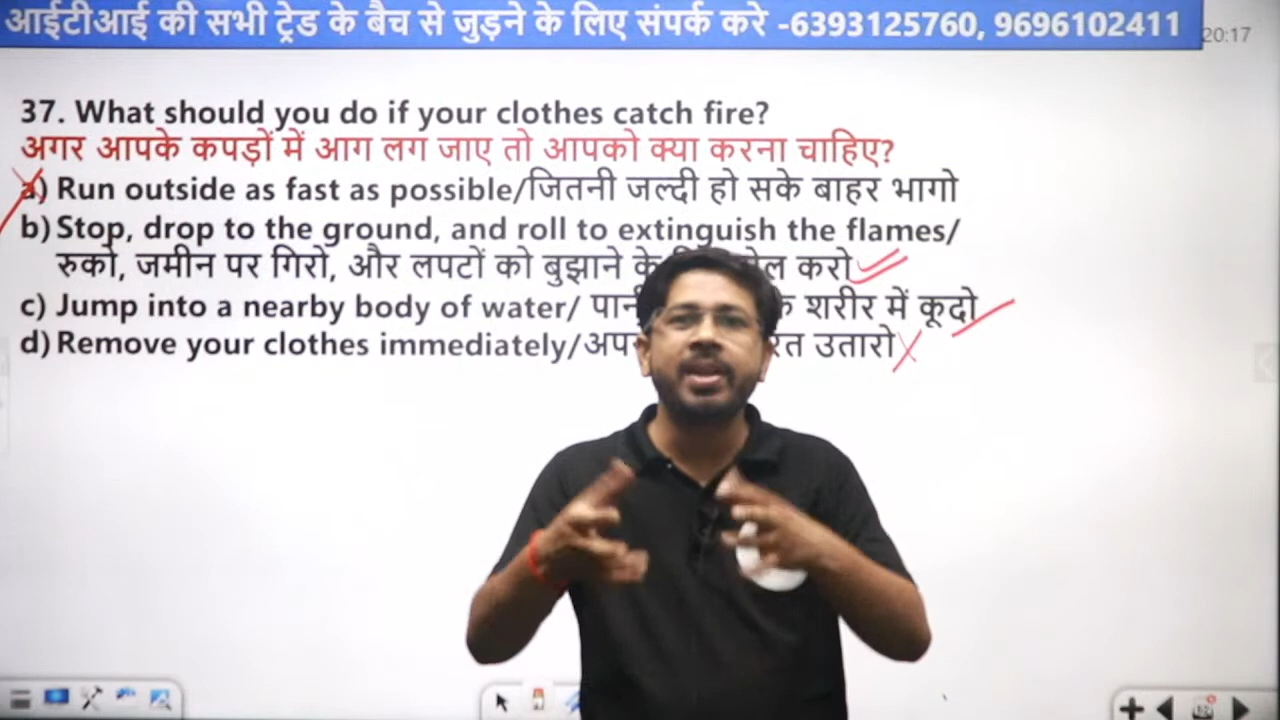 आईटीआई की सभी ट्रेड के बैच से जुड़ने के लिए संपर्क करे -6393125760, 9696102411
20:17
37. What should you do if your clothes catch fire?
अगर आपके कपड़ों में आग लग जाए तो आपको क्या करना चाहिए?
a) Run outside as fast as possible/जितनी जल्दी हो सके बाहर भागो
b) Stop, drop to the ground, and roll to extinguish the flames/
रुको, जमीन पर गिरो, और लपटों को बुझाने के करो
c) Jump into a nearby body of water/ के शरीर में कूदो
d) Remove your clothes immediately/ उतारो